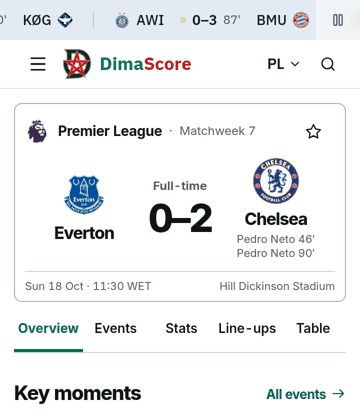 0' KØG AWI 0–3 87' BMU
DimaScore PL
Premier League · Matchweek 7
Full-time
Everton 0–2 Chelsea
Pedro Neto 46'
Pedro Neto 90'
Sun 18 Oct · 11:30 WET Hill Dickinson Stadium
Overview Events Stats Line-ups Table
Key moments All events →